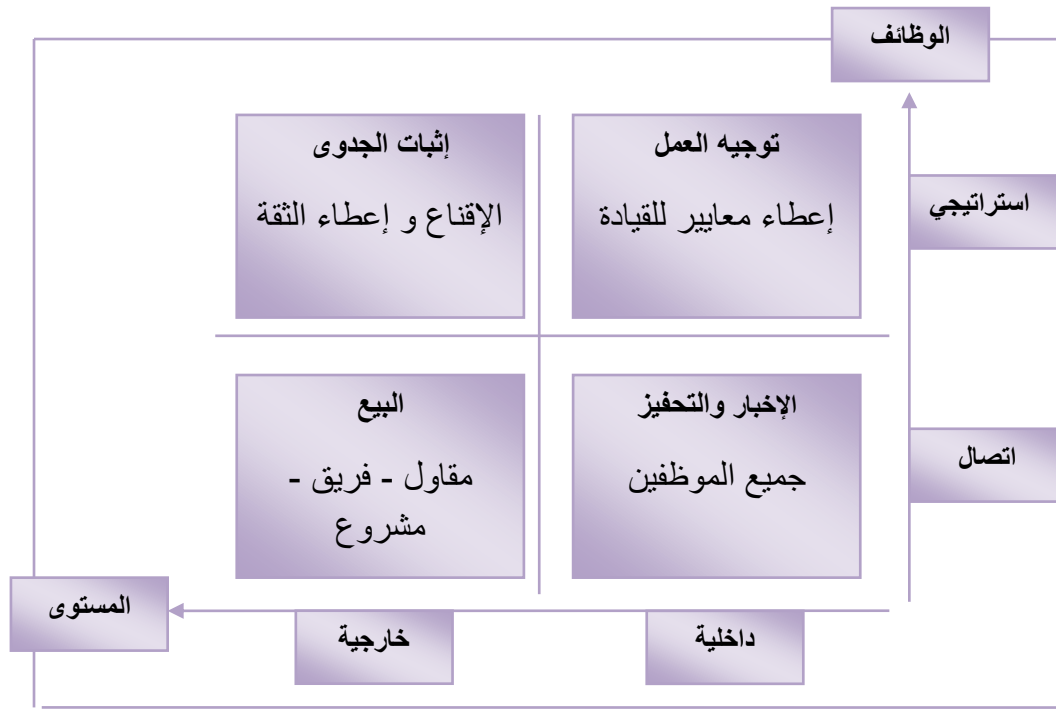 الوظائف
توجيه العمل
إعطاء معايير للقيادة
إثبات الجدوى
الإقناع و إعطاء الثقة
استراتيجي
الإخبار والتحفيز
جميع الموظفين
البيع
مقاول - فريق -
مشروع
اتصال
داخلية
خارجية
المستوى